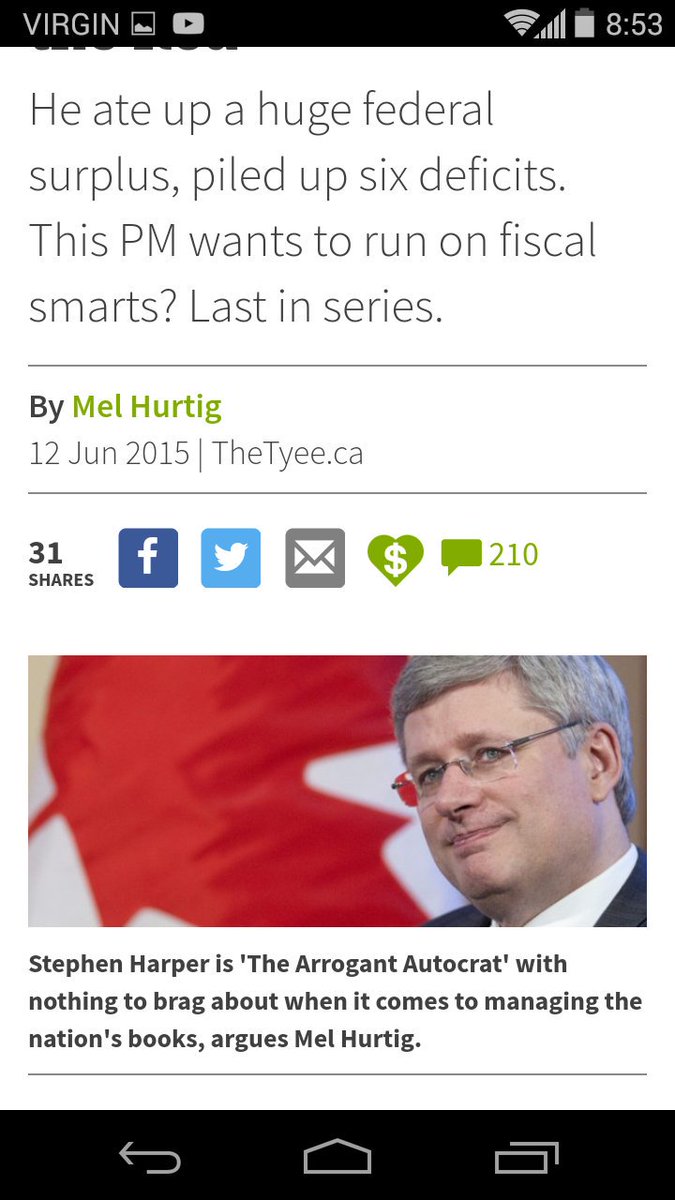 VIRGIN 8:53
He ate up a huge federal
surplus, piled up six deficits.
This PM wants to run on fiscal
smarts? Last in series.
By Mel Hurtig
12 Jun 2015 | TheTyee.ca
31
SHARES
f
$
210
Stephen Harper is 'The Arrogant Autocrat' with
nothing to brag about when it comes to managing the
nation's books, argues Mel Hurtig.